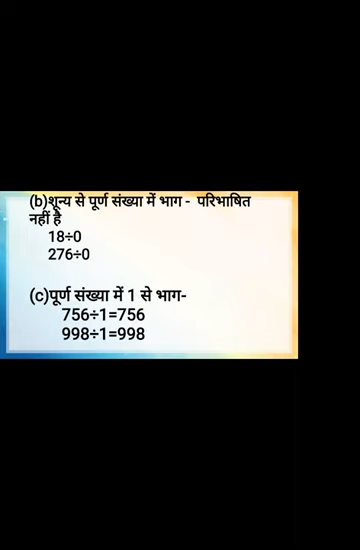 (b)शून्य से पूर्ण संख्या में भाग - परिभाषित
नहीं है
18÷0
276÷0
(c)पूर्ण संख्या में 1 से भाग-
756÷1=756
998÷1=998